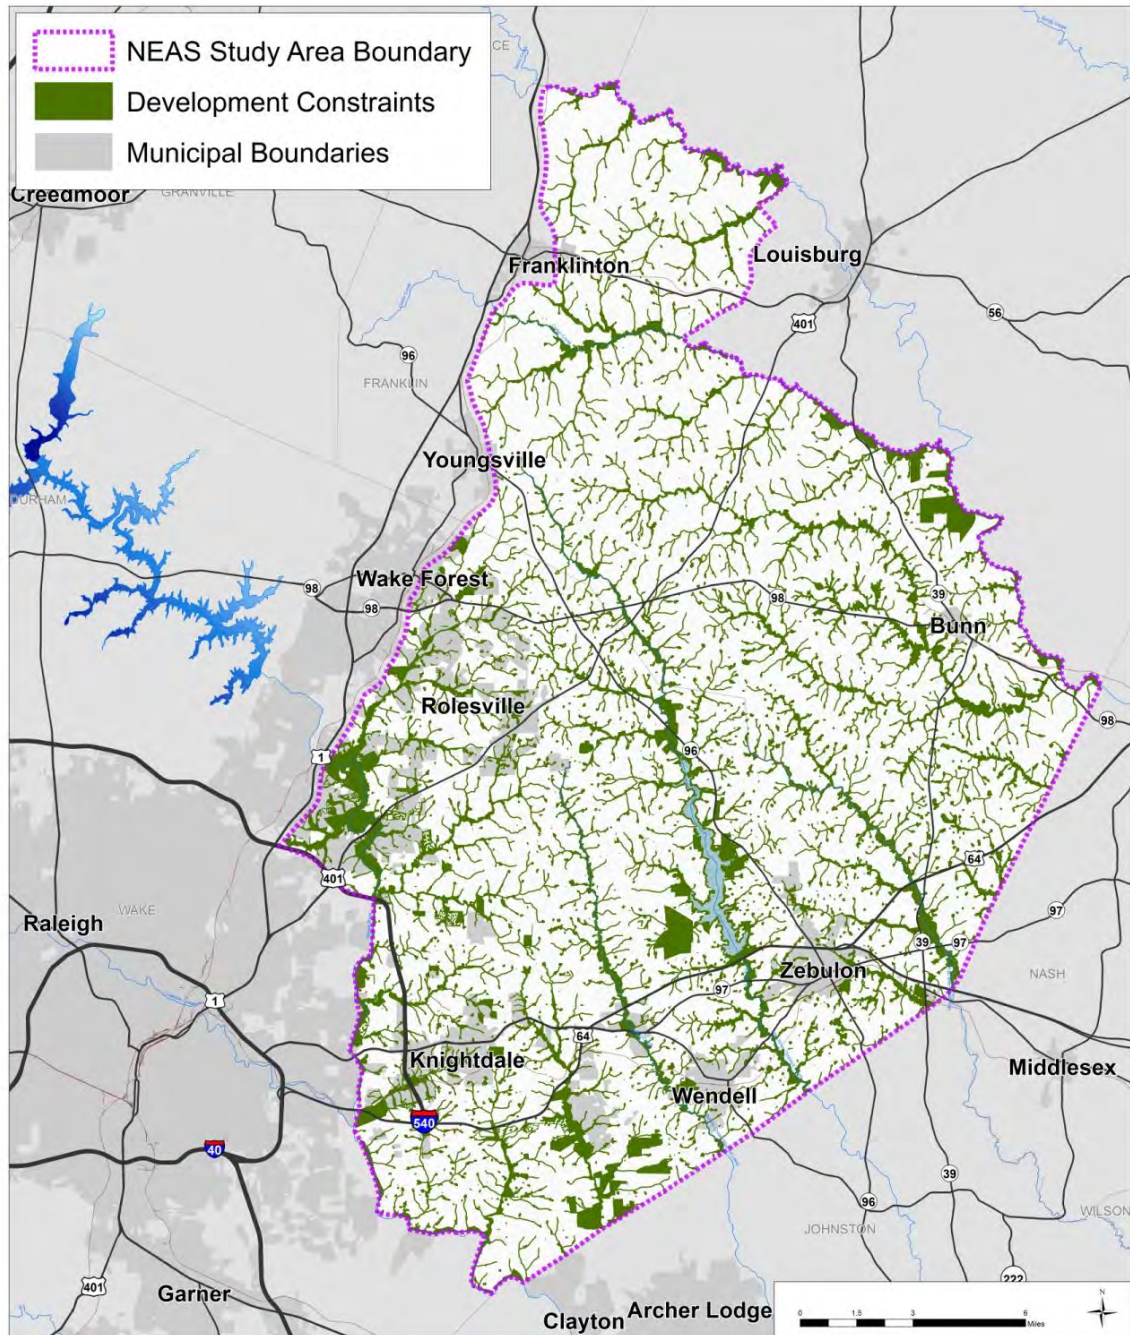 NEAS Study Area Boundary
Development Constraints
Municipal Boundaries
CE
Creedmoor
GRANVILLE
Franklinton
Louisburg
401
56
96
FRANKLIN
Youngsville
DURHAM
98
Wake Forest
98
98
39
Bunn
Rolesville
98
1
96
401
64
Raleigh
WAKE
97
39
97
Zebulon
NASH
97
1
64
Knightdale
Middlesex
Wendell
540
40
39
96
WILSON
JOHNSTON
222
401
Garner
Clayton
Archer Lodge
N
0 1.5 3 6
Miles